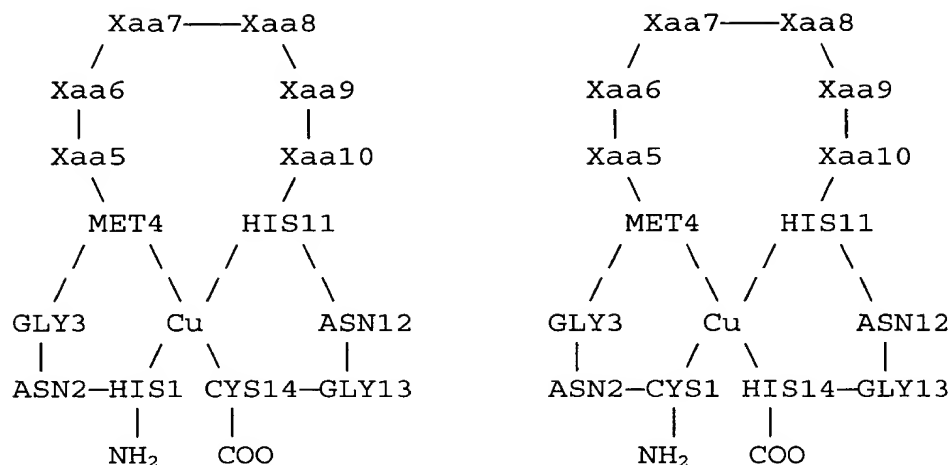 Xaa7—Xaa8 Xaa7—Xaa8
Xaa6 Xaa9 Xaa6 Xaa9
Xaa5 Xaa10 Xaa5 Xaa10
MET4 HIS11 MET4 HIS11
GLY3 Cu ASN12 GLY3 Cu ASN12
ASN2—HIS1 CYS14—GLY13 ASN2—CYS1 HIS14—GLY13
NH₂ COO NH₂ COO